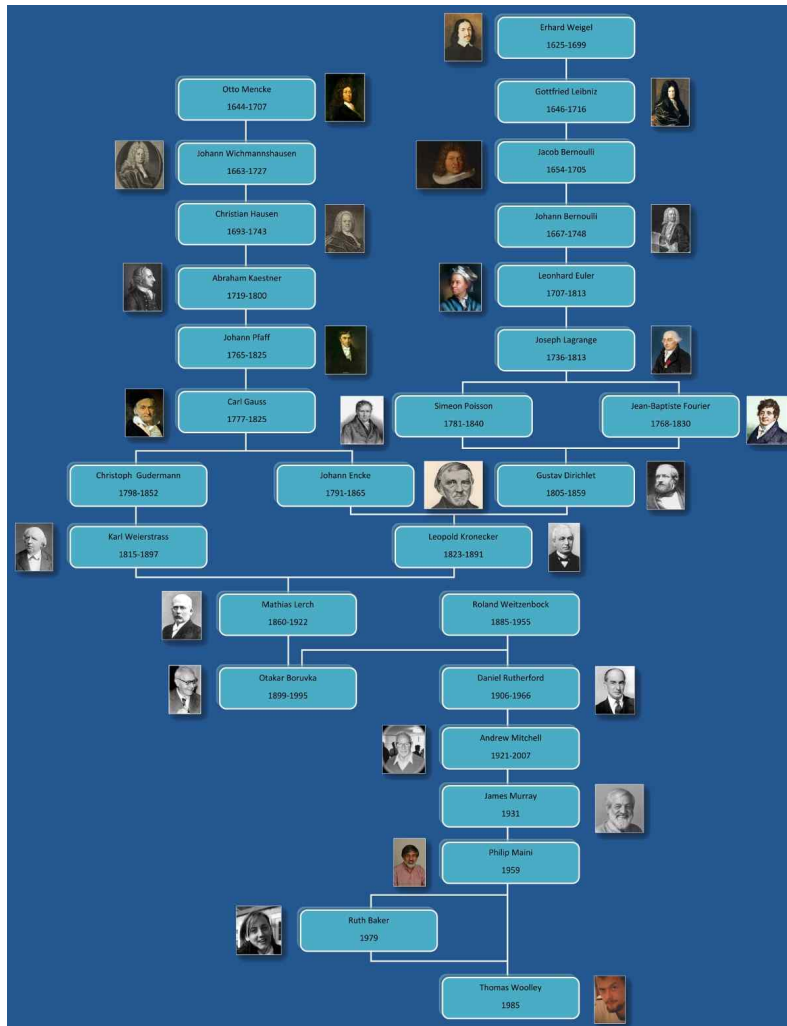 Erhard Weigel
1625-1699
Otto Mencke
1644-1707
Gottfried Leibniz
1646-1716
Johann Wichmannshausen
1663-1727
Jacob Bernoulli
1654-1705
Christian Hausen
1693-1743
Johann Bernoulli
1667-1748
Abraham Kaestner
1719-1800
Leonhard Euler
1707-1813
Johann Pfaff
1765-1825
Joseph Lagrange
1736-1813
Carl Gauss
1777-1825
Simeon Poisson
1781-1840
Jean-Baptiste Fourier
1768-1830
Christoph Gudermann
1798-1852
Johann Encke
1791-1865
Gustav Dirichlet
1805-1859
Karl Weierstrass
1815-1897
Leopold Kronecker
1823-1891
Mathias Lerch
1860-1922
Roland Weitzenbock
1885-1955
Otakar Boruvka
1899-1995
Daniel Rutherford
1906-1966
Andrew Mitchell
1921-2007
James Murray
1931
Philip Maini
1959
Ruth Baker
1979
Thomas Woolley
1985